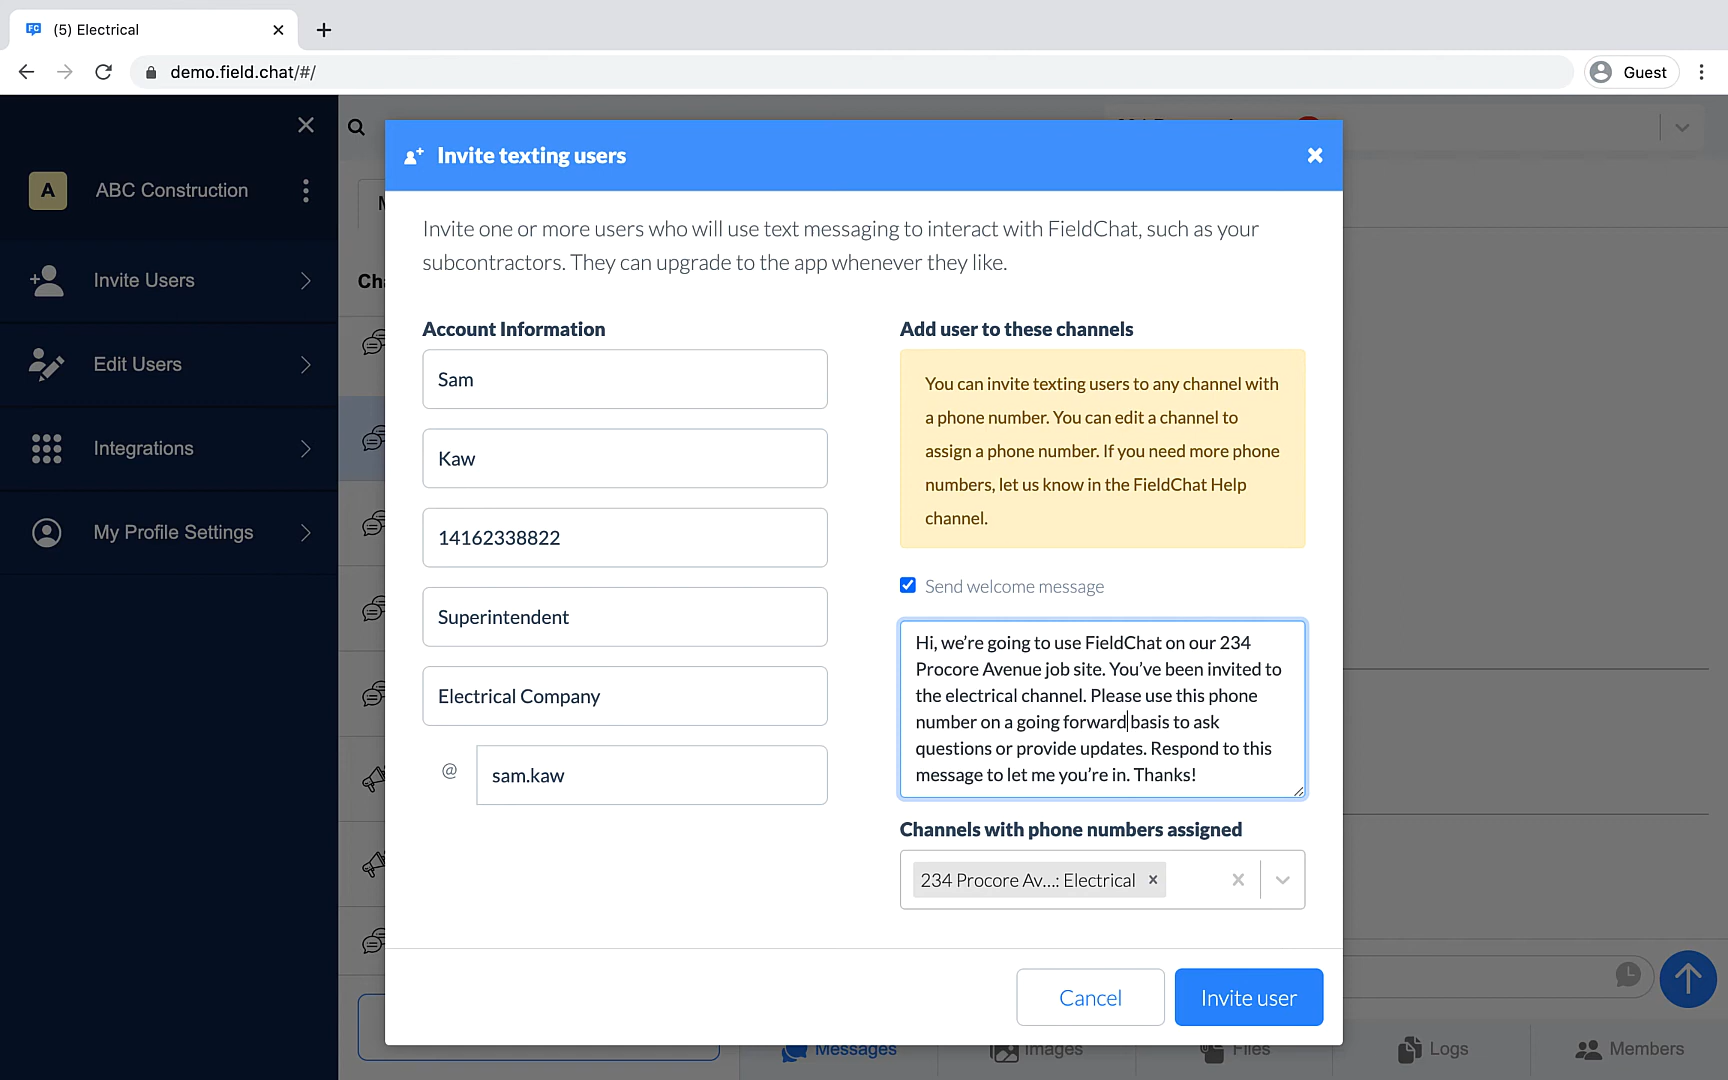 (5) Electrical
demo.field.chat/#/
Guest
A
ABC Construction
Invite Users
Edit Users
Integrations
My Profile Settings
Invite texting users
Invite one or more users who will use text messaging to interact with FieldChat, such as your
subcontractors. They can upgrade to the app whenever they like.
Account Information
Sam
Kaw
14162338822
Superintendent
Electrical Company
@
sam.kaw
Add user to these channels
You can invite texting users to any channel with
a phone number. You can edit a channel to
assign a phone number. If you need more phone
numbers, let us know in the FieldChat Help
channel.
Send welcome message
Hi, we’re going to use FieldChat on our 234
Procore Avenue job site. You’ve been invited to
the electrical channel. Please use this phone
number on a going forward basis to ask
questions or provide updates. Respond to this
message to let me you’re in. Thanks!
Channels with phone numbers assigned
234 Procore Av...: Electrical
Cancel
Invite user
Messages
Images
Files
Logs
Members